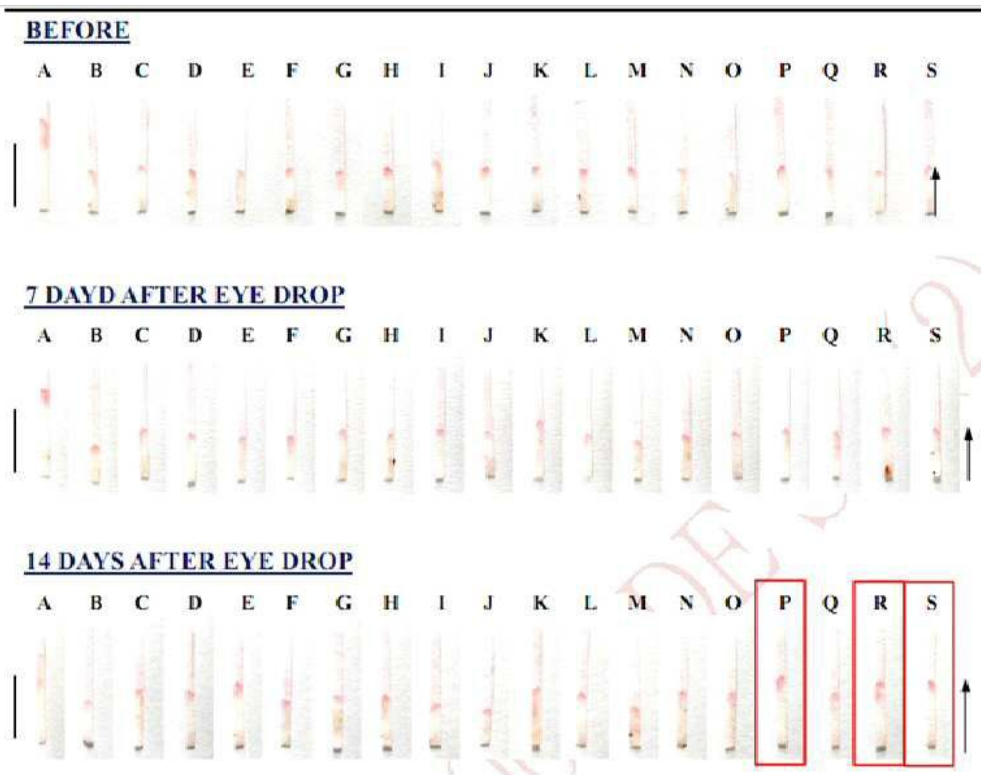 BEFORE
A B C D E F G H I J K L M N O P Q R S
7 DAYD AFTER EYE DROP
A B C D E F G H I J K L M N O P Q R S
14 DAYS AFTER EYE DROP
A B C D E F G H I J K L M N O P Q R S